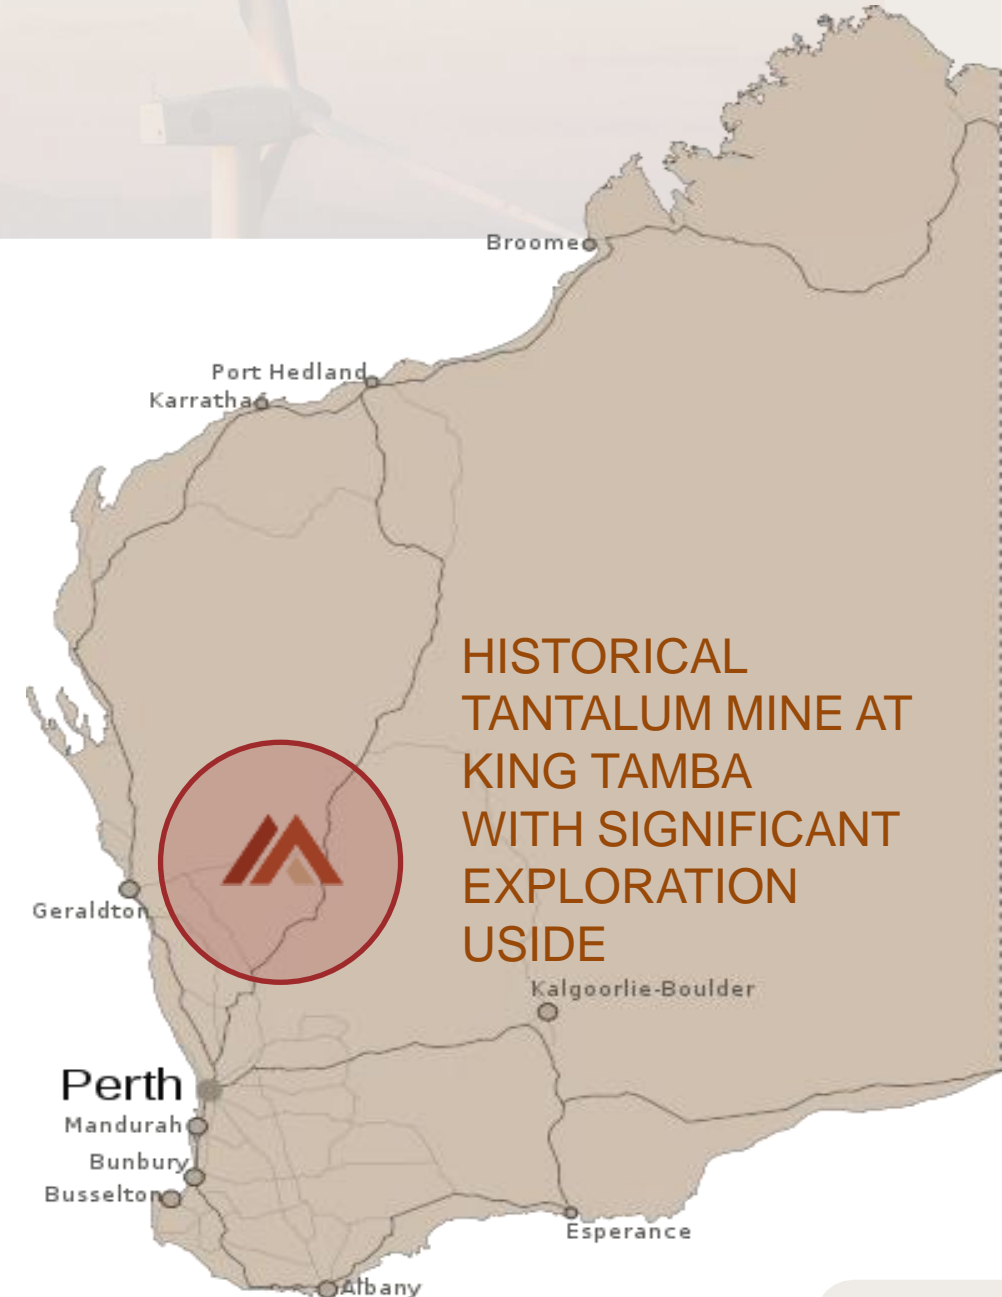 Broome
Port Hedland
Karratha
HISTORICAL
TANTALUM MINE AT
KING TAMBA
WITH SIGNIFICANT
EXPLORATION
USIDE
Geraldton
Kalgoorlie-Boulder
Perth
Mandurah
Bunbury
Busselton
Esperance
Albany